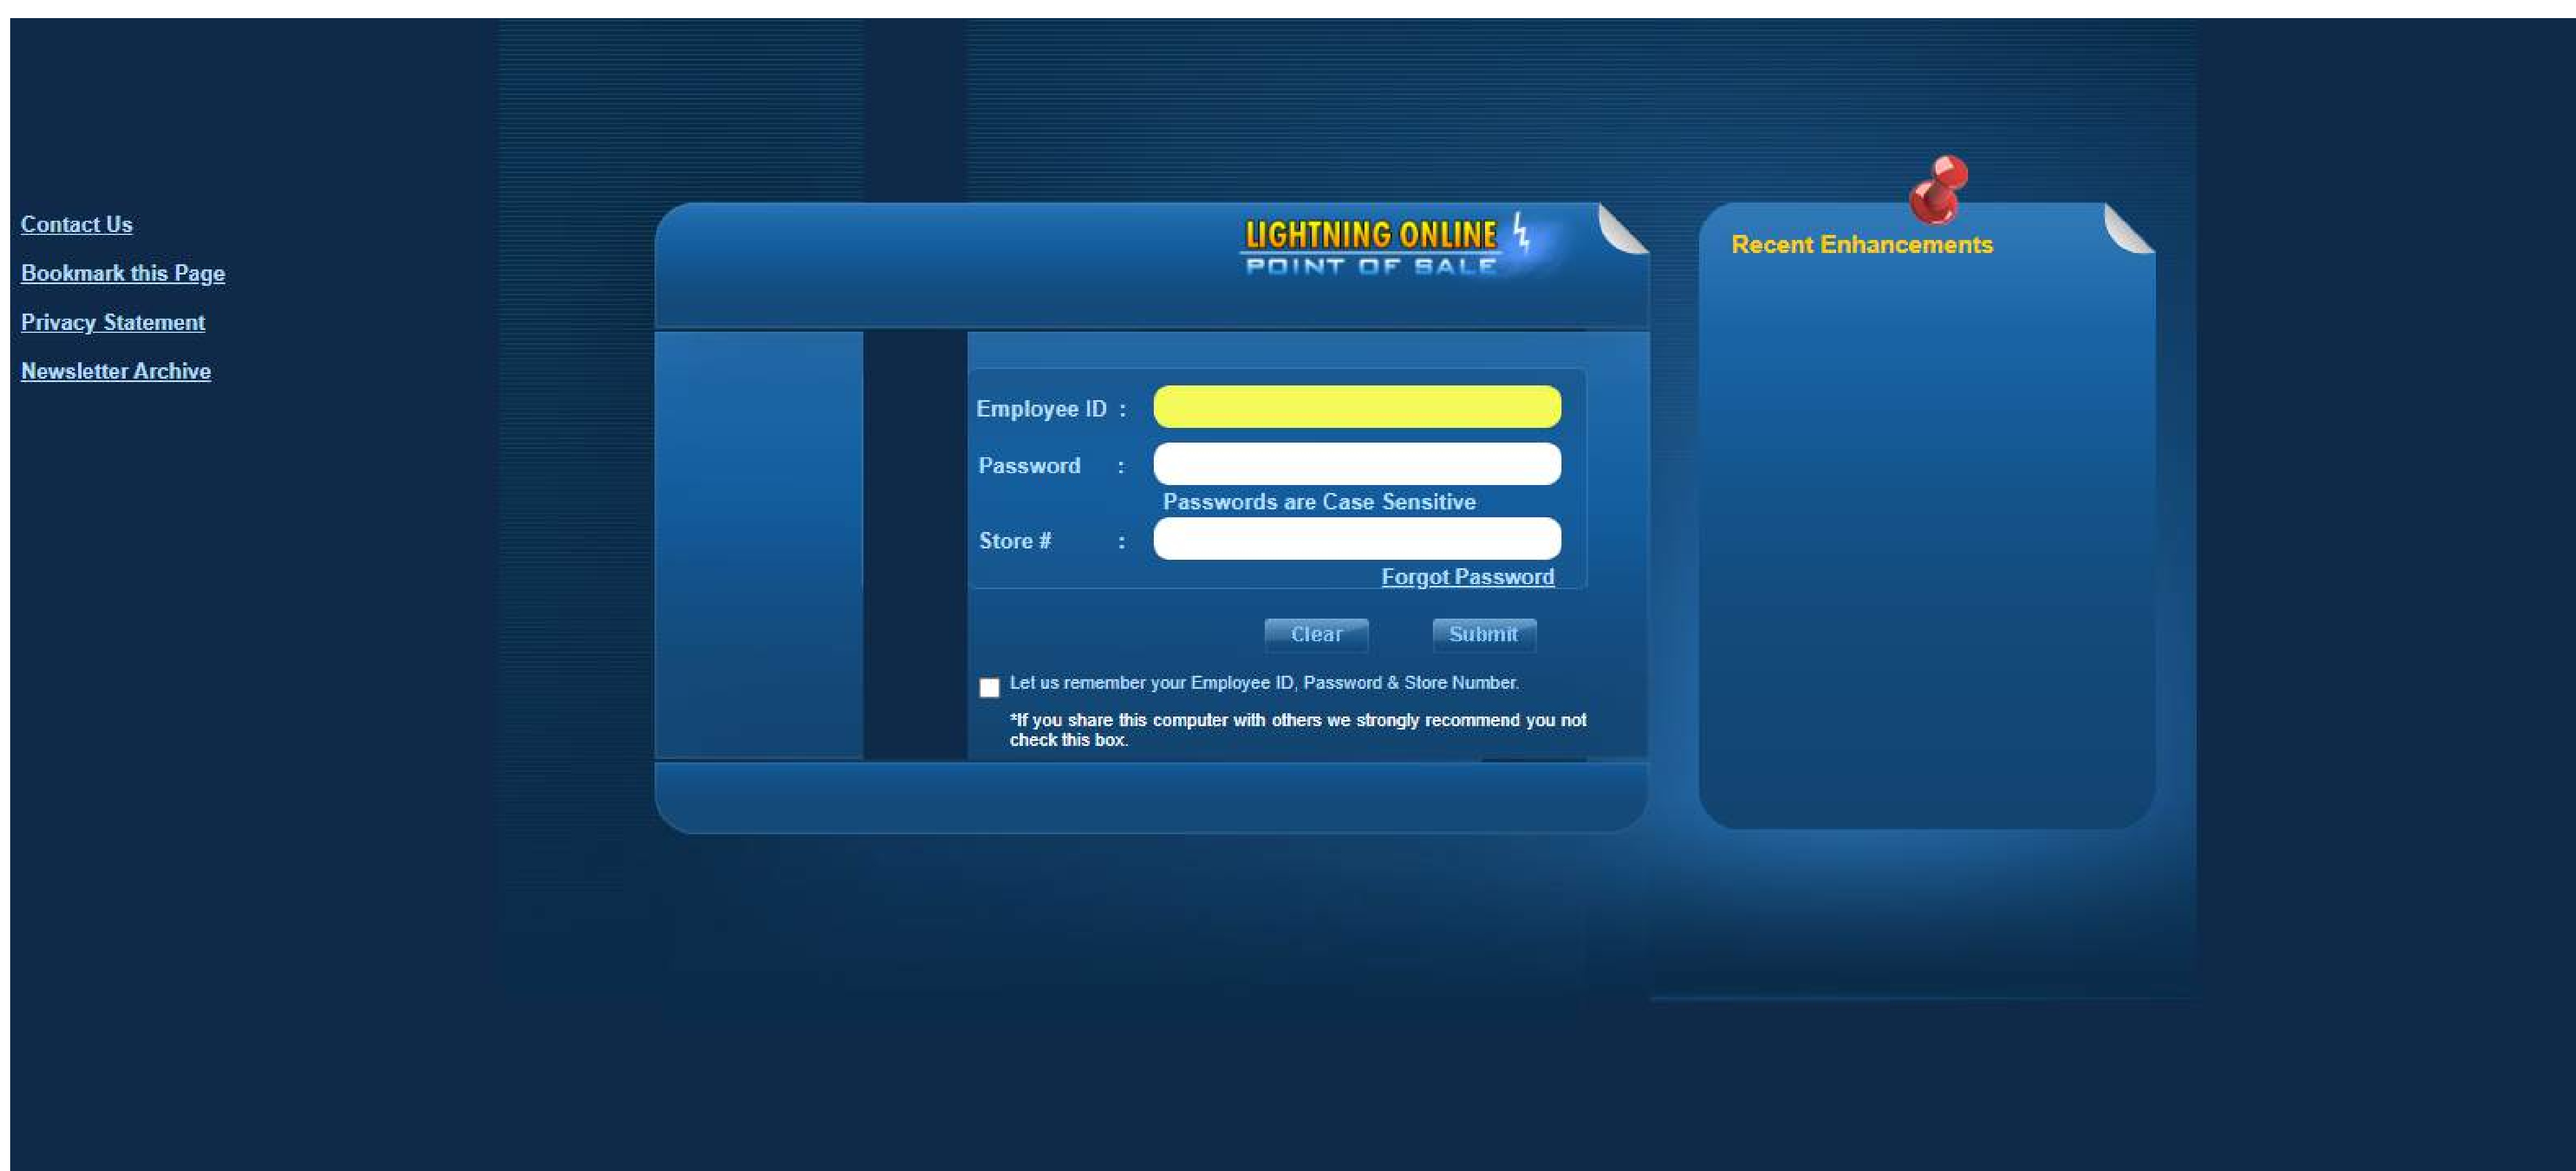 Contact Us
Bookmark this Page
Privacy Statement
Newsletter Archive
LIGHTNING ONLINE
POINT OF SALE
Employee ID :
Password :
Passwords are Case Sensitive
Store # :
Forgot Password
Clear Submit
Let us remember your Employee ID, Password & Store Number.
*If you share this computer with others we strongly recommend you not
check this box.
Recent Enhancements